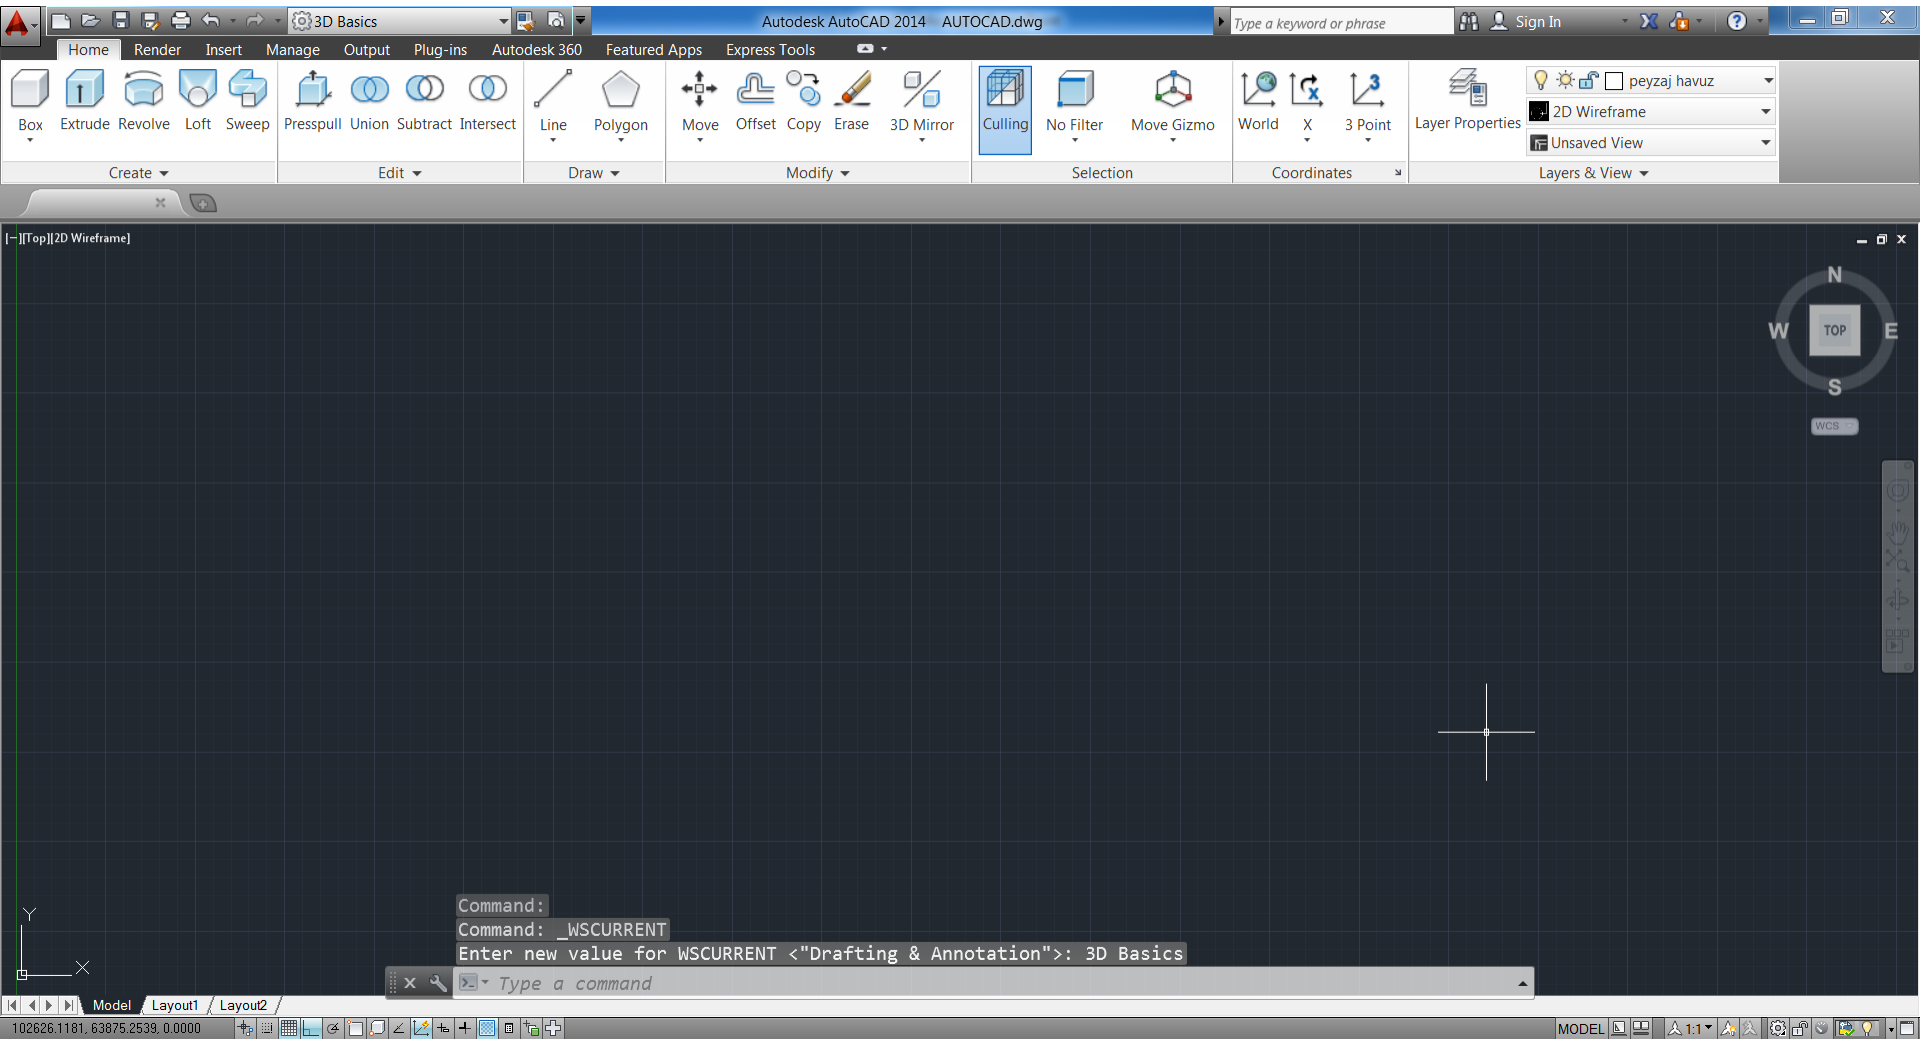 3D Basics
Autodesk AutoCAD 2014 AUTOCAD.dwg
Type a keyword or phrase
Sign In
Home Render Insert Manage Output Plug-ins Autodesk 360 Featured Apps Express Tools
Box Extrude Revolve Loft Sweep
Presspull Union Subtract Intersect
Line Polygon
Move Offset Copy Erase 3D Mirror
Culling No Filter Move Gizmo
World X 3 Point
Layer Properties
peyzaj havuz
2D Wireframe
Unsaved View
Create Edit Draw Modify Selection Coordinates Layers & View
[−][Top][2D Wireframe]
N
W TOP E
S
WCS
Y
X
Command:
Command: _WSCURRENT
Enter new value for WSCURRENT <"Drafting & Annotation">: 3D Basics
Type a command
Model Layout1 Layout2
102626.1181, 63875.2539, 0.0000
MODEL
1:1